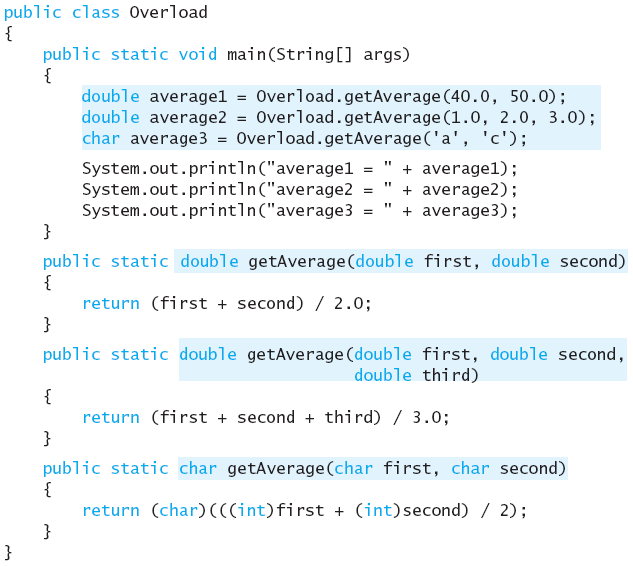 public class Overload
{
    public static void main(String[] args)
    {
        double average1 = Overload.getAverage(40.0, 50.0);
        double average2 = Overload.getAverage(1.0, 2.0, 3.0);
        char average3 = Overload.getAverage('a', 'c');
        System.out.println("average1 = " + average1);
        System.out.println("average2 = " + average2);
        System.out.println("average3 = " + average3);
    }
    public static double getAverage(double first, double second)
    {
        return (first + second) / 2.0;
    }
    public static double getAverage(double first, double second,
                                    double third)
    {
        return (first + second + third) / 3.0;
    }
    public static char getAverage(char first, char second)
    {
        return (char)(((int)first + (int)second) / 2);
    }
}